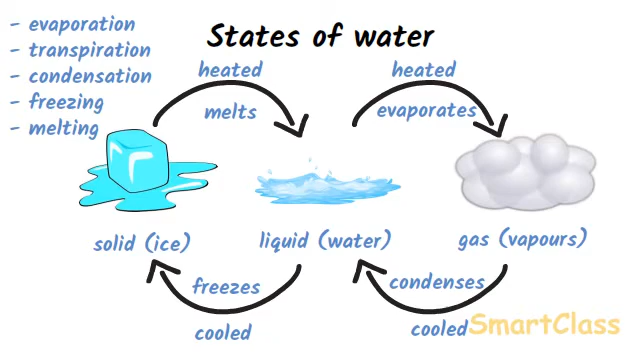 - evaporation
- transpiration
- condensation
- freezing
- melting
States of water
heated
heated
melts
evaporates
solid (ice)
liquid (water)
gas (vapours)
freezes
condenses
cooled
cooled
SmartClass